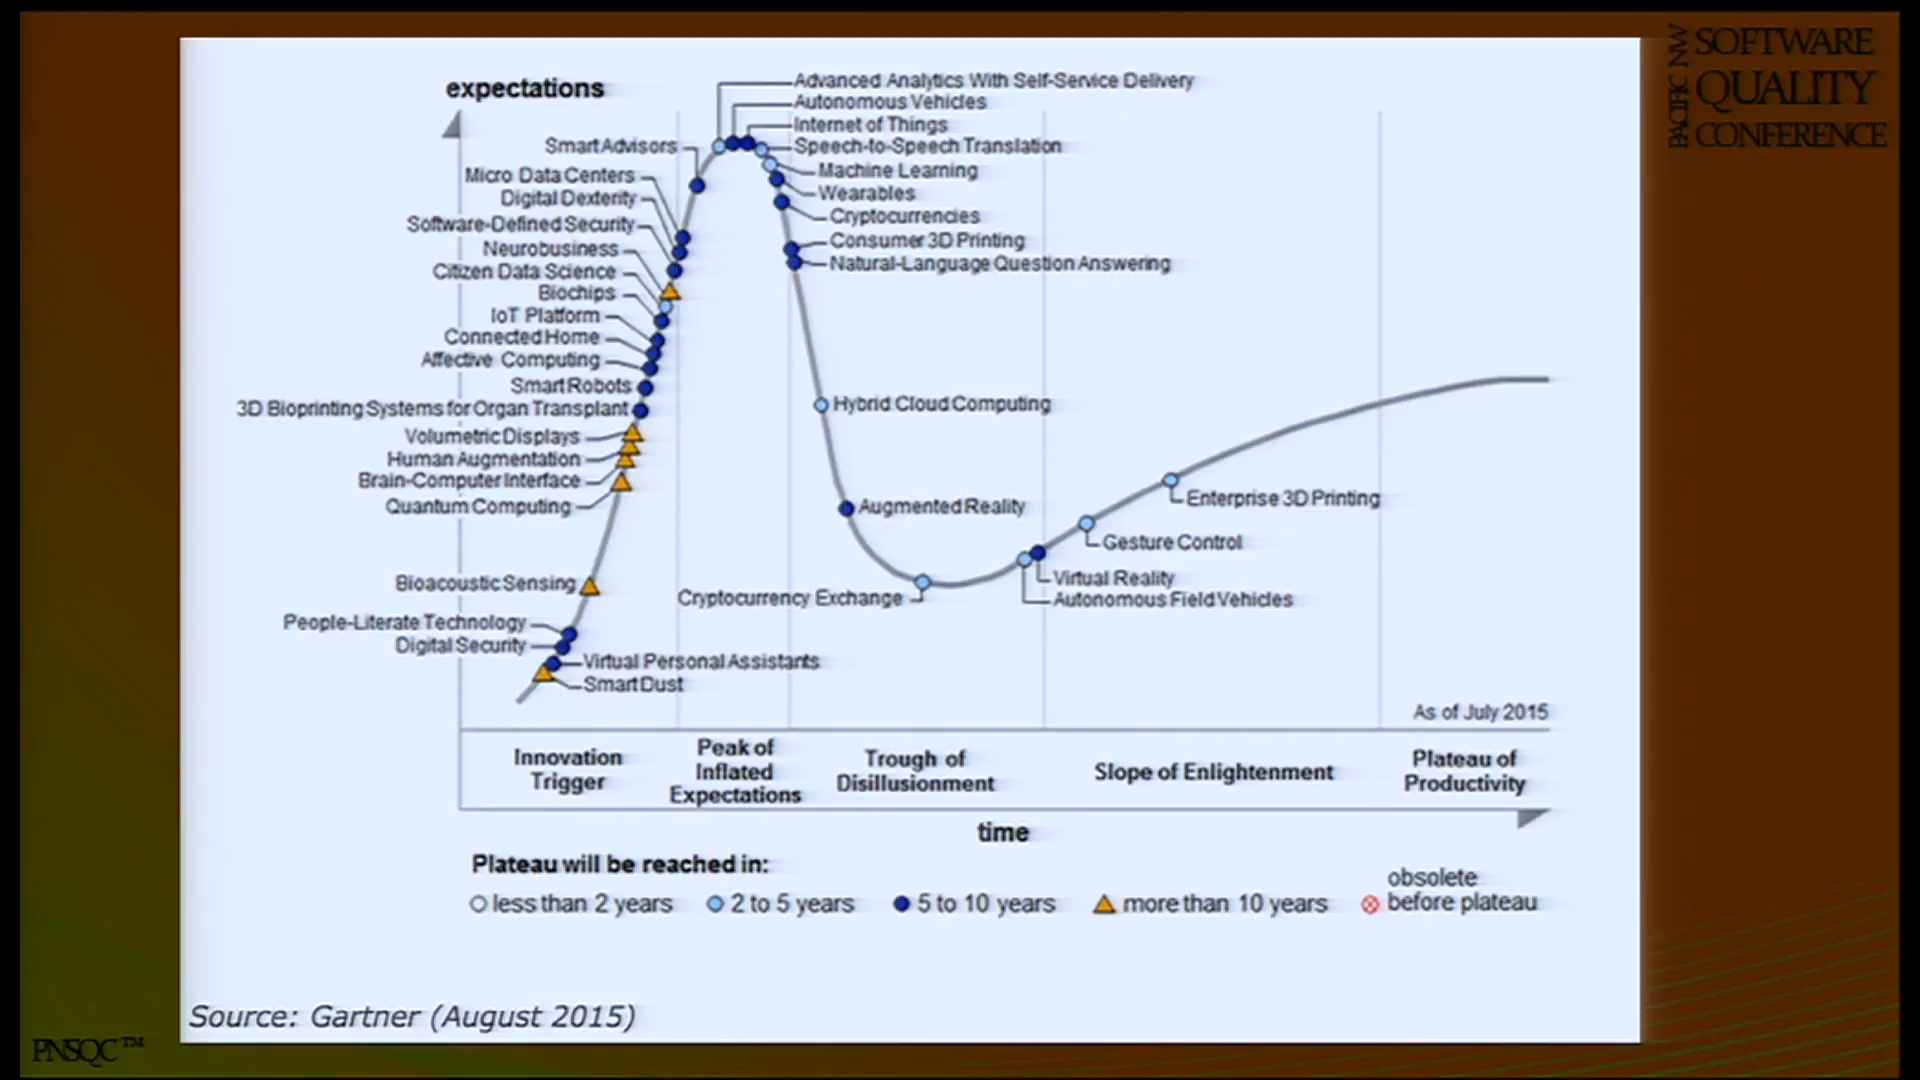 PACIFIC NW
SOFTWARE
QUALITY
CONFERENCE
expectations
Advanced Analytics With Self-Service Delivery
Autonomous Vehicles
Internet of Things
Speech-to-Speech Translation
Machine Learning
Wearables
Cryptocurrencies
Consumer 3D Printing
Natural-Language Question Answering
Smart Advisors
Micro Data Centers
Digital Dexterity
Software-Defined Security
Neurobusiness
Citizen Data Science
Biochips
IoT Platform
Connected Home
Affective Computing
Smart Robots
3D Bioprinting Systems for Organ Transplant
Volumetric Displays
Human Augmentation
Brain-Computer Interface
Quantum Computing
Bioacoustic Sensing
People-Literate Technology
Digital Security
Virtual Personal Assistants
Smart Dust
Hybrid Cloud Computing
Augmented Reality
Cryptocurrency Exchange
Enterprise 3D Printing
Gesture Control
Virtual Reality
Autonomous Field Vehicles
As of July 2015
Innovation
Trigger
Peak of
Inflated
Expectations
Trough of
Disillusionment
Slope of Enlightenment
Plateau of
Productivity
time
Plateau will be reached in:
less than 2 years
2 to 5 years
5 to 10 years
more than 10 years
obsolete
before plateau
Source: Gartner (August 2015)
PNSQC™